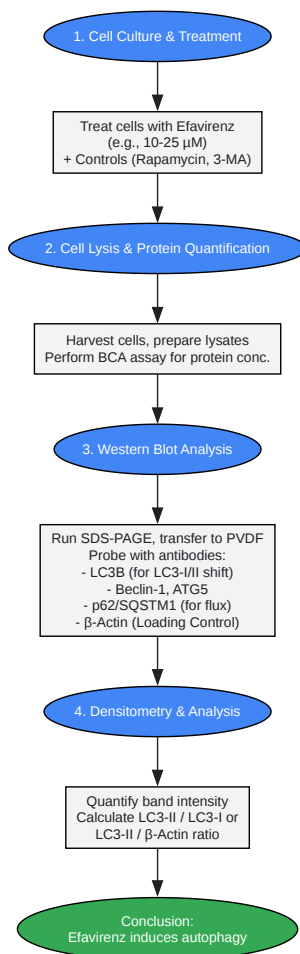 1. Cell Culture & Treatment
Treat cells with Efavirenz
(e.g., 10-25 µM)
+ Controls (Rapamycin, 3-MA)
2. Cell Lysis & Protein Quantification
Harvest cells, prepare lysates
Perform BCA assay for protein conc.
3. Western Blot Analysis
Run SDS-PAGE, transfer to PVDF
Probe with antibodies:
- LC3B (for LC3-I/II shift)
- Beclin-1, ATG5
- p62/SQSTM1 (for flux)
- β-Actin (Loading Control)
4. Densitometry & Analysis
Quantify band intensity
Calculate LC3-II / LC3-I or
LC3-II / β-Actin ratio
Conclusion:
Efavirenz induces autophagy